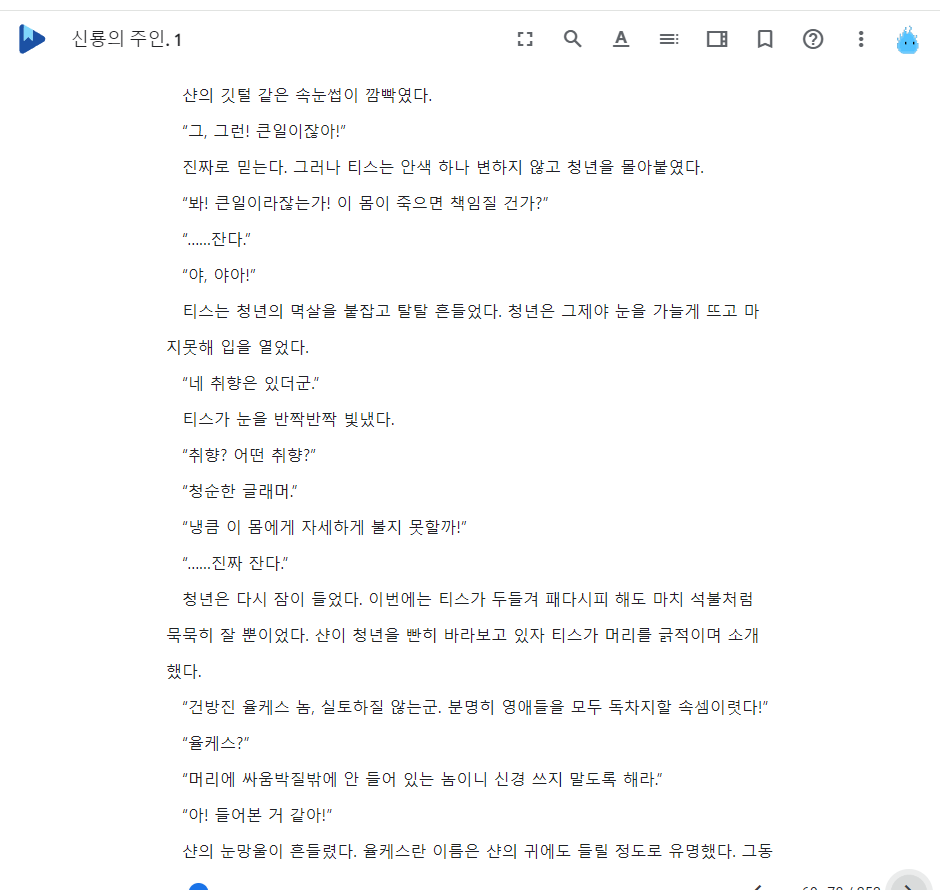 신룡의 주인. 1
샨의 깃털 같은 속눈썹이 깜빡였다.
“그, 그런! 큰일이잖아!”
진짜로 믿는다. 그러나 티스는 안색 하나 변하지 않고 청년을 몰아붙였다.
“봐! 큰일이라잖는가! 이 몸이 죽으면 책임질 건가?”
“……잔다.”
“야, 야아!”
티스는 청년의 멱살을 붙잡고 탈탈 흔들었다. 청년은 그제야 눈을 가늘게 뜨고 마
지못해 입을 열었다.
“네 취향은 있더군.”
티스가 눈을 반짝반짝 빛냈다.
“취향? 어떤 취향?”
“청순한 글래머.”
“냉큼 이 몸에게 자세하게 불지 못할까!”
“……진짜 잔다.”
청년은 다시 잠이 들었다. 이번에는 티스가 두들겨 패다시피 해도 마치 석불처럼
묵묵히 잘 뿐이었다. 샨이 청년을 빤히 바라보고 있자 티스가 머리를 긁적이며 소개
했다.
“건방진 율케스 놈, 실토하질 않는군. 분명히 영애들을 모두 독차지할 속셈이렷다!”
“율케스?”
“머리에 싸움박질밖에 안 들어 있는 놈이니 신경 쓰지 말도록 해라.”
“아! 들어본 거 같아!”
샨의 눈망울이 흔들렸다. 율케스란 이름은 샨의 귀에도 들릴 정도로 유명했다. 그동